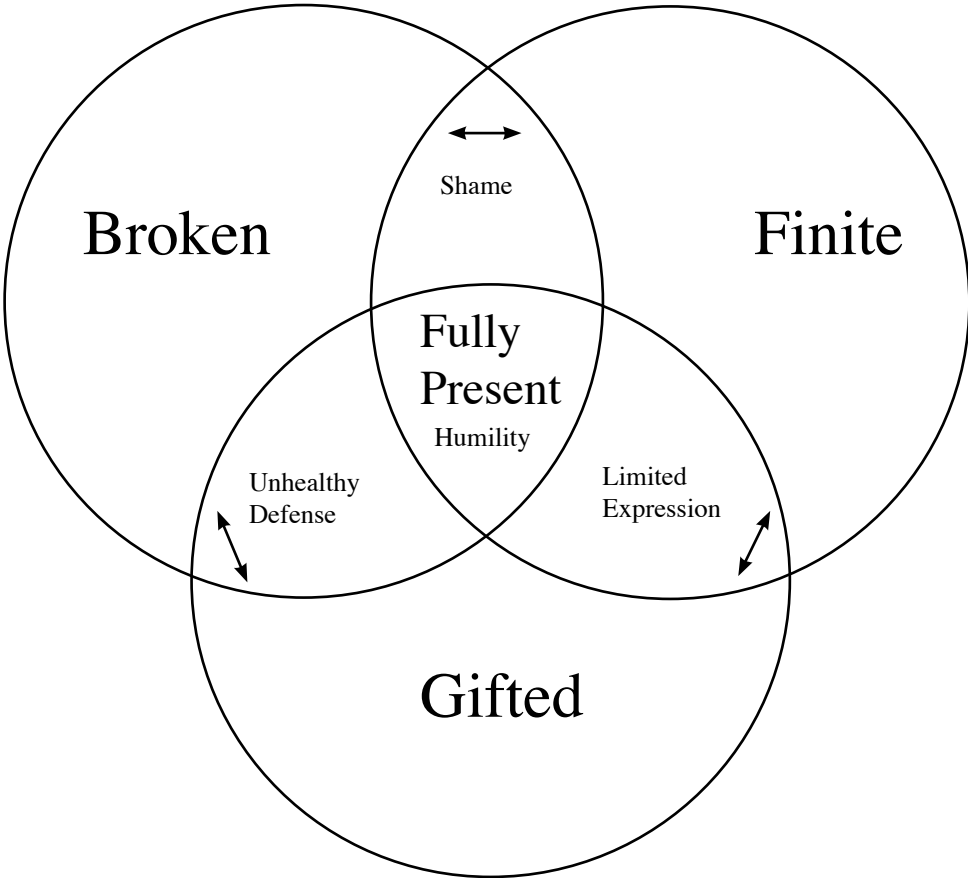 Shame
Broken
Finite
Fully
Present
Humility
Unhealthy
Defense
Limited
Expression
Gifted